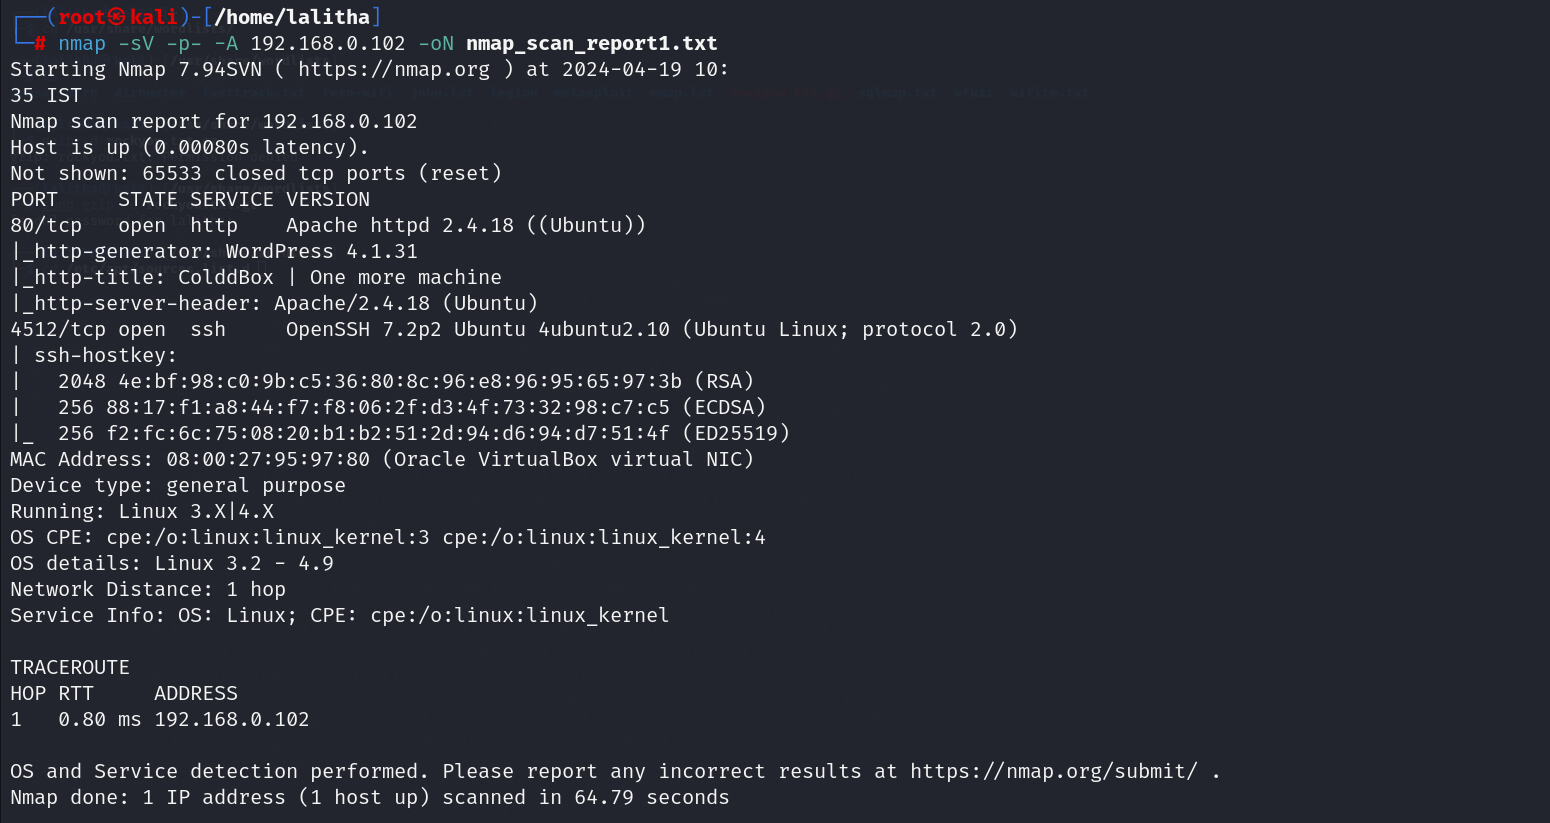 ┌──(root㉿kali)-[/home/lalitha]
└─# nmap -sV -p- -A 192.168.0.102 -oN nmap_scan_report1.txt
Starting Nmap 7.94SVN ( https://nmap.org ) at 2024-04-19 10:
35 IST
Nmap scan report for 192.168.0.102
Host is up (0.00080s latency).
Not shown: 65533 closed tcp ports (reset)
PORT     STATE SERVICE VERSION
80/tcp   open  http    Apache httpd 2.4.18 ((Ubuntu))
|_http-generator: WordPress 4.1.31
|_http-title: ColddBox | One more machine
|_http-server-header: Apache/2.4.18 (Ubuntu)
4512/tcp open  ssh     OpenSSH 7.2p2 Ubuntu 4ubuntu2.10 (Ubuntu Linux; protocol 2.0)
| ssh-hostkey:
|   2048 4e:bf:98:c0:9b:c5:36:80:8c:96:e8:96:95:65:97:3b (RSA)
|   256 88:17:f1:a8:44:f7:f8:06:2f:d3:4f:73:32:98:c7:c5 (ECDSA)
|_  256 f2:fc:6c:75:08:20:b1:b2:51:2d:94:d6:94:d7:51:4f (ED25519)
MAC Address: 08:00:27:95:97:80 (Oracle VirtualBox virtual NIC)
Device type: general purpose
Running: Linux 3.X|4.X
OS CPE: cpe:/o:linux:linux_kernel:3 cpe:/o:linux:linux_kernel:4
OS details: Linux 3.2 - 4.9
Network Distance: 1 hop
Service Info: OS: Linux; CPE: cpe:/o:linux:linux_kernel

TRACEROUTE
HOP RTT     ADDRESS
1   0.80 ms 192.168.0.102

OS and Service detection performed. Please report any incorrect results at https://nmap.org/submit/ .
Nmap done: 1 IP address (1 host up) scanned in 64.79 seconds